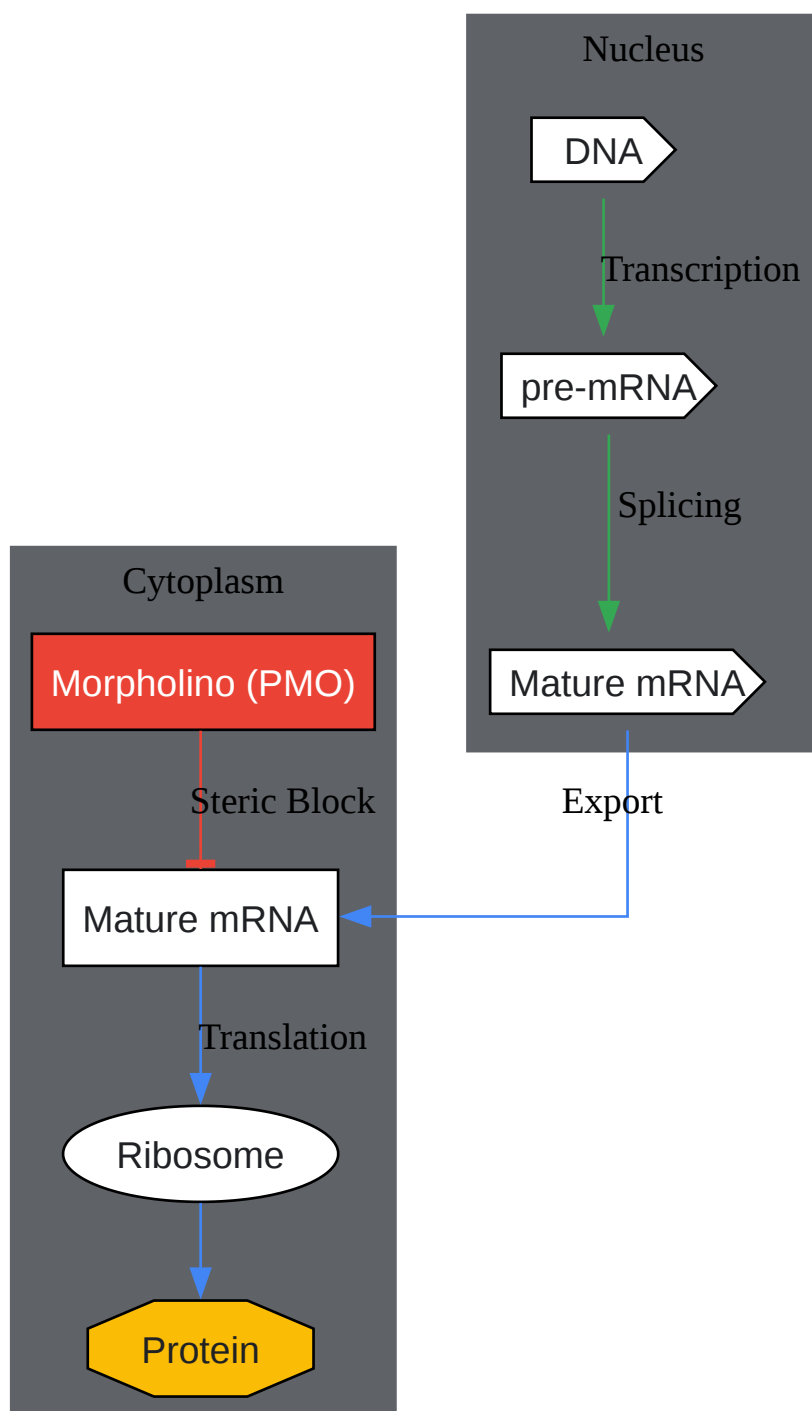 Nucleus
DNA
Transcription
pre-mRNA
Splicing
Mature mRNA
Export
Cytoplasm
Morpholino (PMO)
Steric Block
Mature mRNA
Translation
Ribosome
Protein